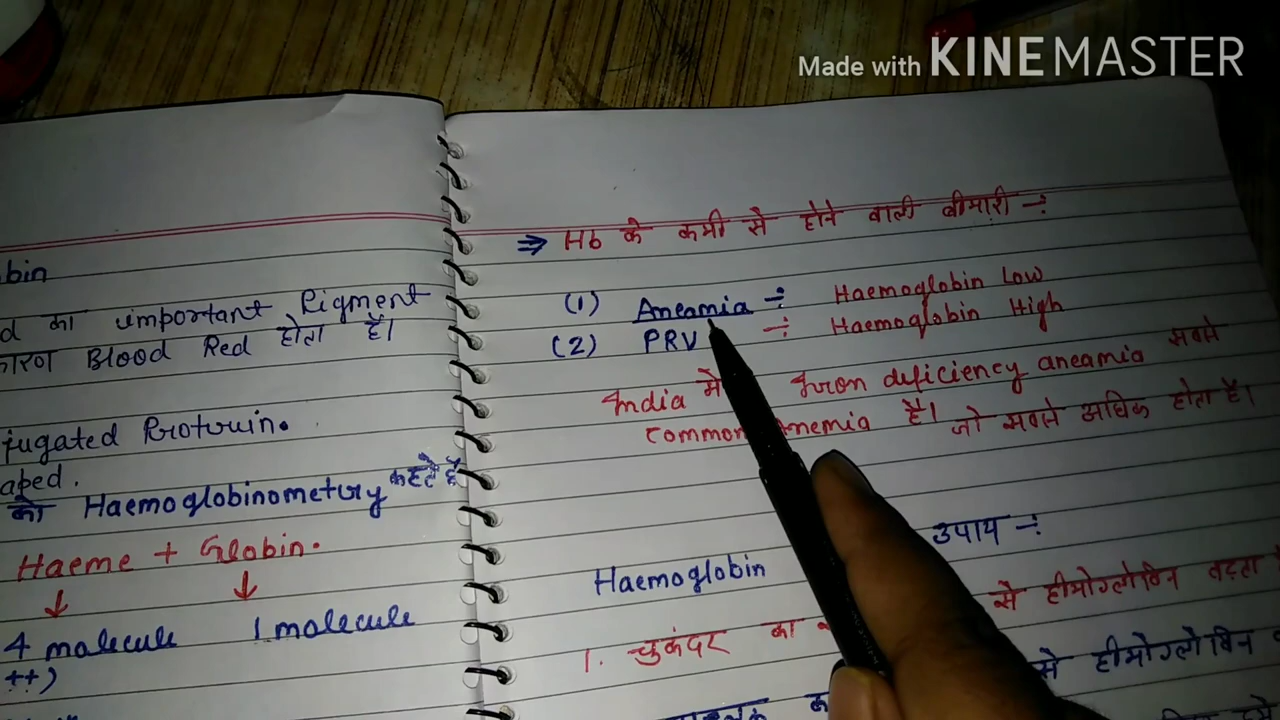 Made with KINEMASTER
bin
d का important Pigment
कारण Blood Red होता है।
jugated Protein.
aped.
को Haemoglobinometry कहते हैं
Haeme + Globin.
4 molecule 1 molecule
++)
⇒ Hb के कमी से होने वाली बीमारी -:
(1) Aneamia -: Haemoglobin Low
(2) PRV -: Haemoglobin High
India में Iron deficiency aneamia सबसे
common Anemia है। जो सबसे अधिक होता है।
Haemoglobin उपाय -:
1. चुकंदर का से हीमोग्लोबिन बढ़ता
से हीमोग्लोबिन